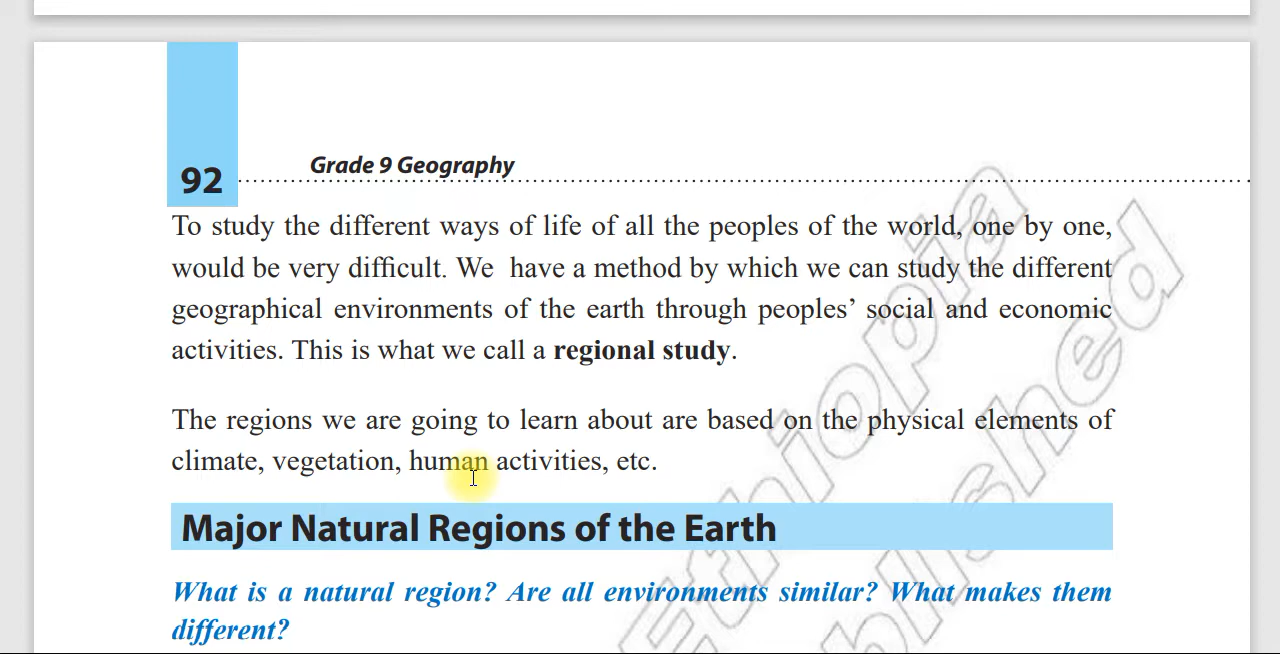 92
Grade 9 Geography
To study the different ways of life of all the peoples of the world, one by one,
would be very difficult. We have a method by which we can study the different
geographical environments of the earth through peoples’ social and economic
activities. This is what we call a regional study.
The regions we are going to learn about are based on the physical elements of
climate, vegetation, human activities, etc.
Major Natural Regions of the Earth
What is a natural region? Are all environments similar? What makes them
different?
Ethiopia
blished